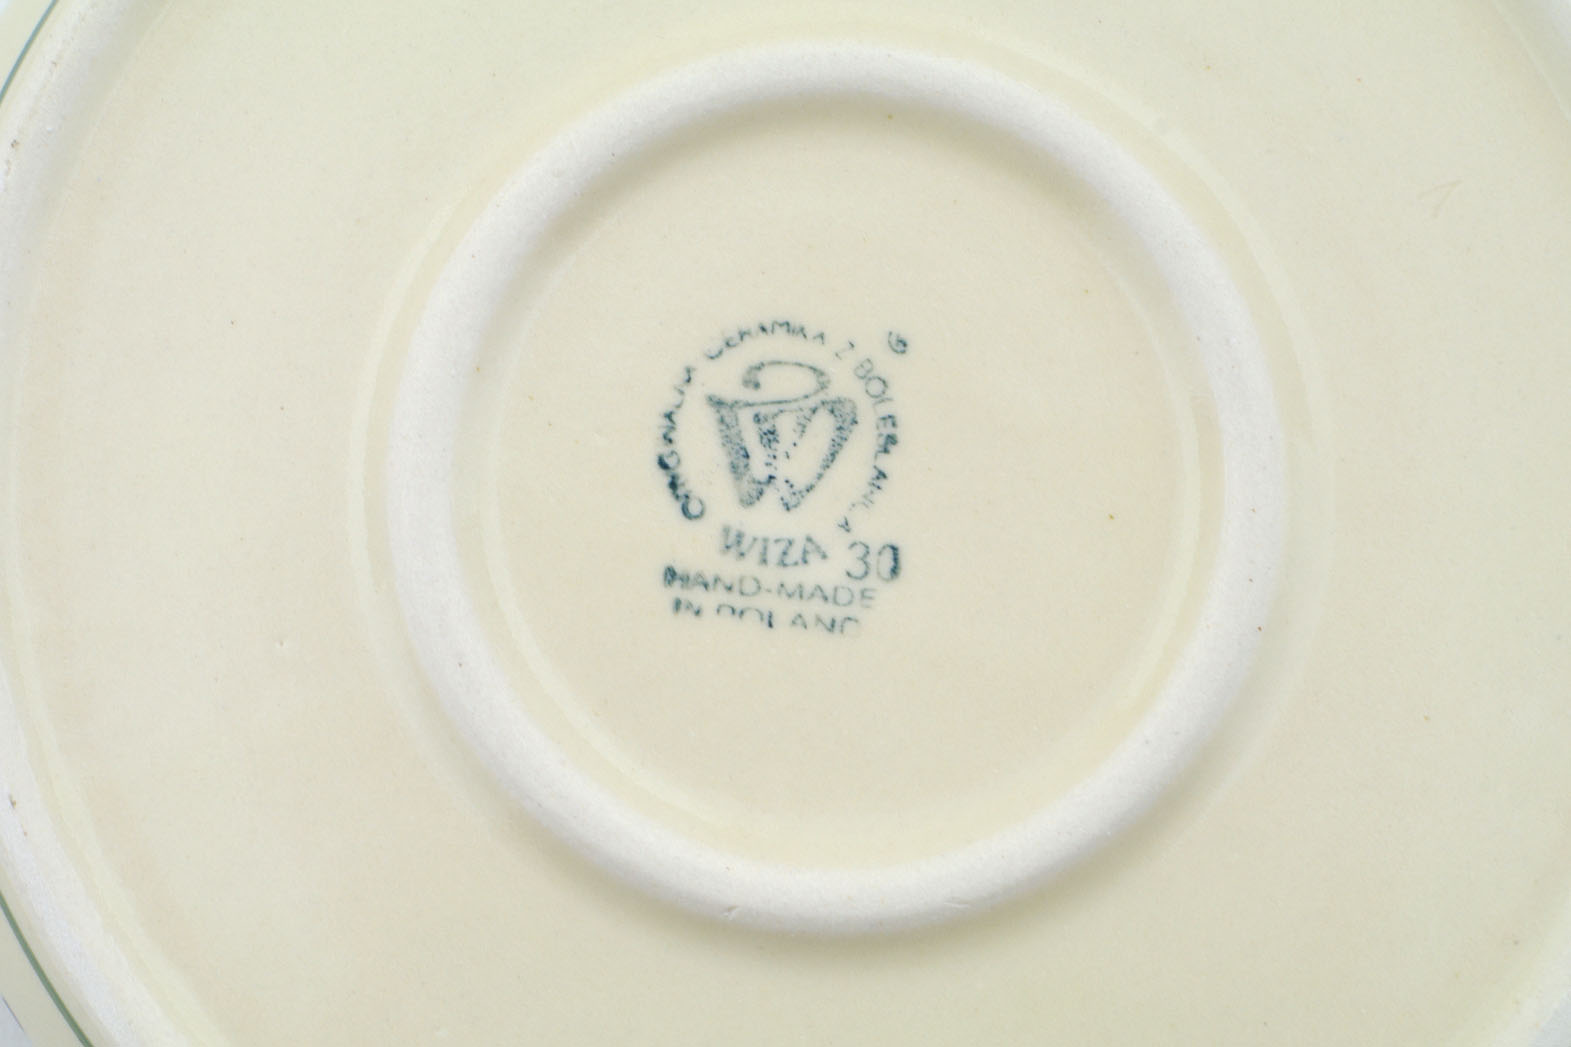 ORYGINALNA CERAMIKA Z BOLESŁAWCA
W
WIZA 30
HAND-MADE
IN POLAND